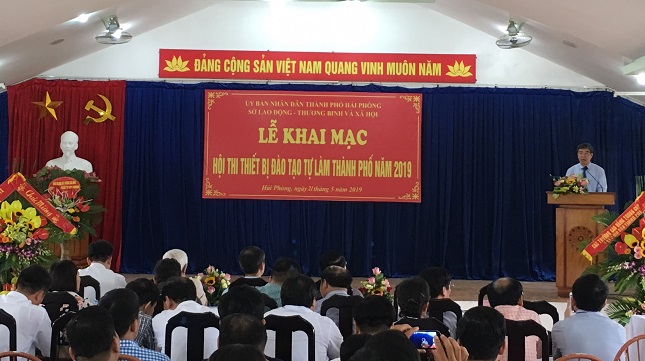 ĐẢNG CỘNG SẢN VIỆT NAM QUANG VINH MUÔN NĂM
ỦY BAN NHÂN DÂN THÀNH PHỐ HẢI PHÒNG
SỞ LAO ĐỘNG - THƯƠNG BINH VÀ XÃ HỘI
LỄ KHAI MẠC
HỘI THI THIẾT BỊ ĐÀO TẠO TỰ LÀM THÀNH PHỐ NĂM 2019
Hải Phòng, ngày 21 tháng 5 năm 2019